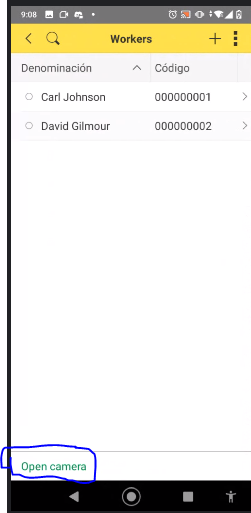 9:08
Workers
Denominación Código
Carl Johnson 000000001
David Gilmour 000000002
Open camera